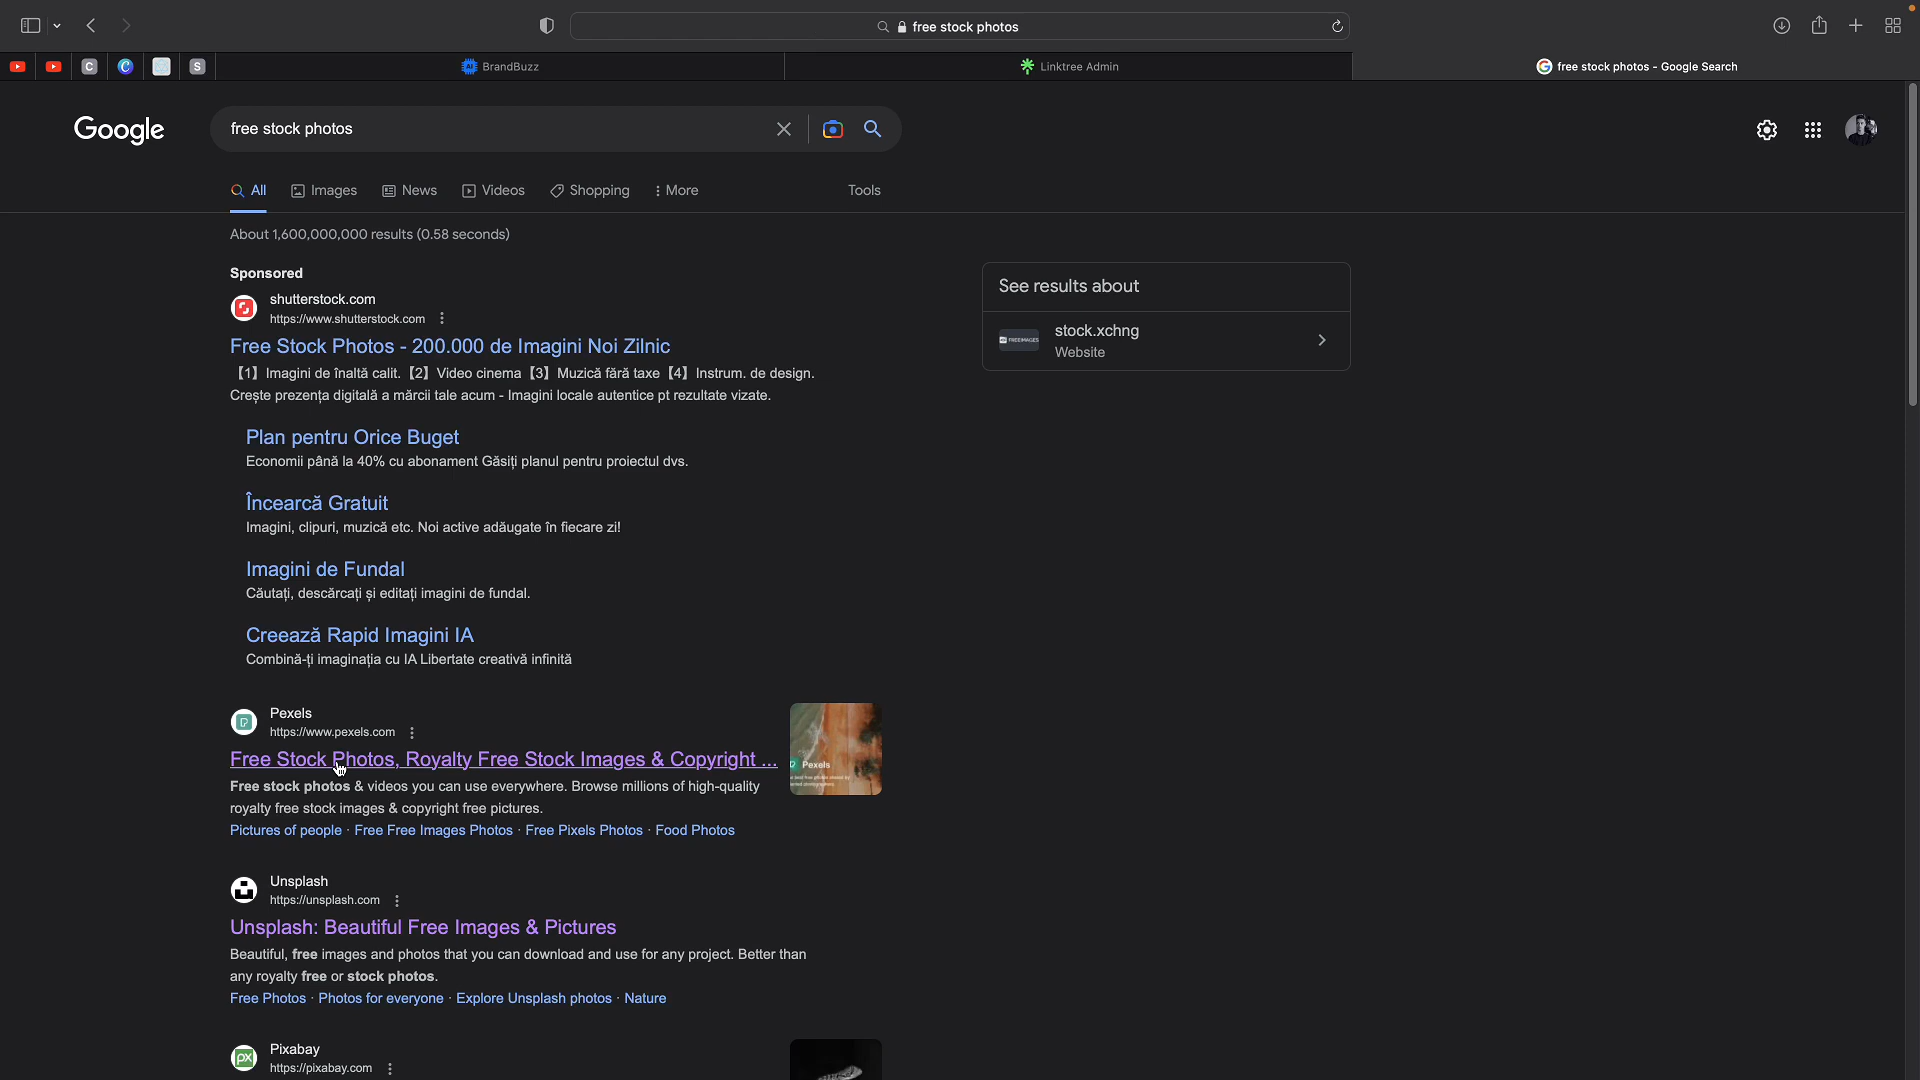 free stock photos
C
S
BrandBuzz
Linktree Admin
free stock photos - Google Search
Google
free stock photos
All
Images
News
Videos
Shopping
More
Tools
About 1,600,000,000 results (0.58 seconds)
Sponsored
shutterstock.com
https://www.shutterstock.com
Free Stock Photos - 200.000 de Imagini Noi Zilnic
【1】 Imagini de înaltă calit.【2】 Video cinema【3】 Muzică fără taxe【4】 Instrum. de design.
Crește prezența digitală a mărcii tale acum - Imagini locale autentice pt rezultate vizate.
Plan pentru Orice Buget
Economii până la 40% cu abonament Găsiți planul pentru proiectul dvs.
Încearcă Gratuit
Imagini, clipuri, muzică etc. Noi active adăugate în fiecare zi!
Imagini de Fundal
Căutați, descărcați și editați imagini de fundal.
Creează Rapid Imagini IA
Combină-ți imaginația cu IA Libertate creativă infinită
See results about
FREEIMAGES
stock.xchng
Website
Pexels
https://www.pexels.com
Free Stock Photos, Royalty Free Stock Images & Copyright ...
Free stock photos & videos you can use everywhere. Browse millions of high-quality
royalty free stock images & copyright free pictures.
Pictures of people · Free Free Images Photos · Free Pixels Photos · Food Photos
Pexels
Unsplash
https://unsplash.com
Unsplash: Beautiful Free Images & Pictures
Beautiful, free images and photos that you can download and use for any project. Better than
any royalty free or stock photos.
Free Photos · Photos for everyone · Explore Unsplash photos · Nature
px
Pixabay
https://pixabay.com